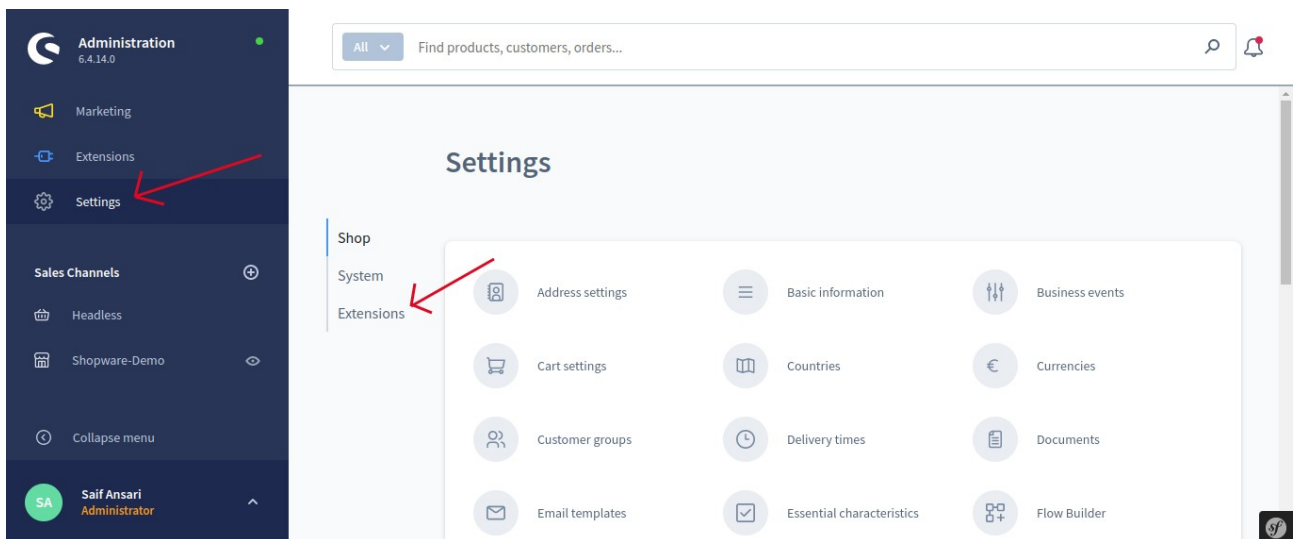 Administration
6.4.14.0
Marketing
Extensions
Settings
Sales Channels
Headless
Shopware-Demo
Collapse menu
SA
Saif Ansari
Administrator
All
Find products, customers, orders...
Settings
Shop
System
Extensions
Address settings
Basic information
Business events
Cart settings
Countries
Currencies
Customer groups
Delivery times
Documents
Email templates
Essential characteristics
Flow Builder
sf